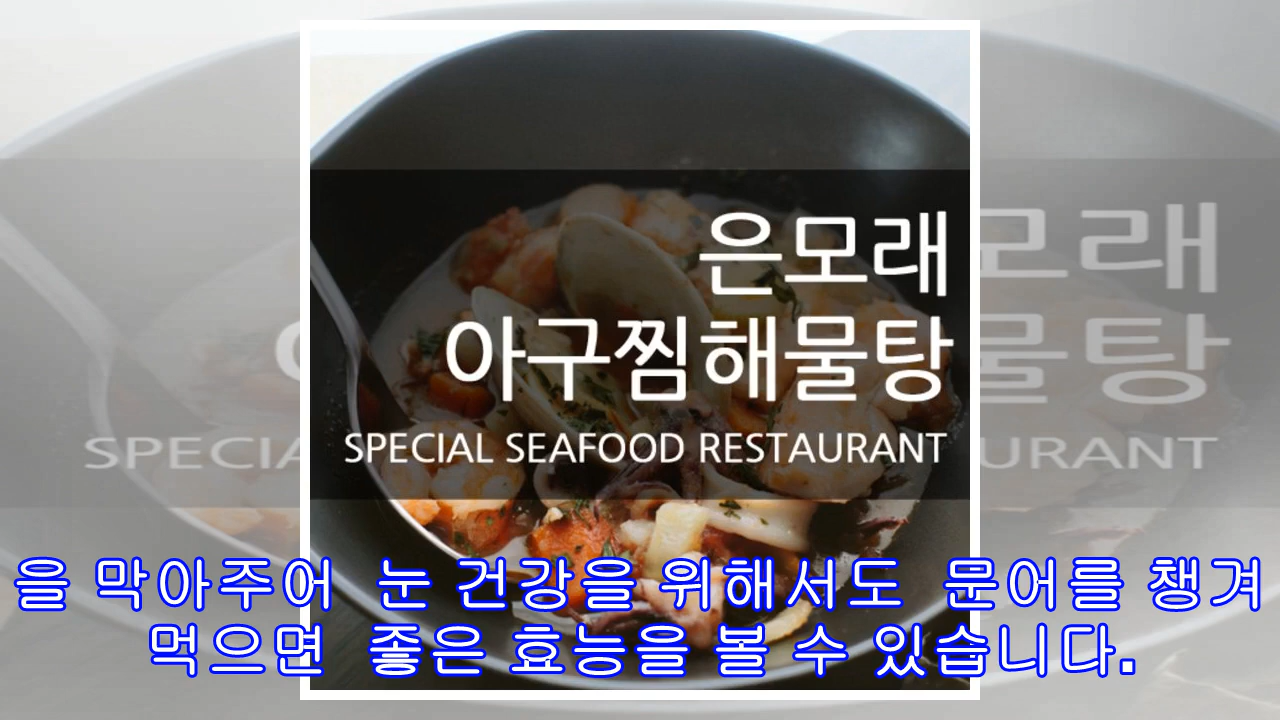 은모래
아구찜해물탕
SPECIAL SEAFOOD RESTAURANT
을 막아주어 눈 건강을 위해서도 문어를 챙겨
먹으면 좋은 효능을 볼 수 있습니다.